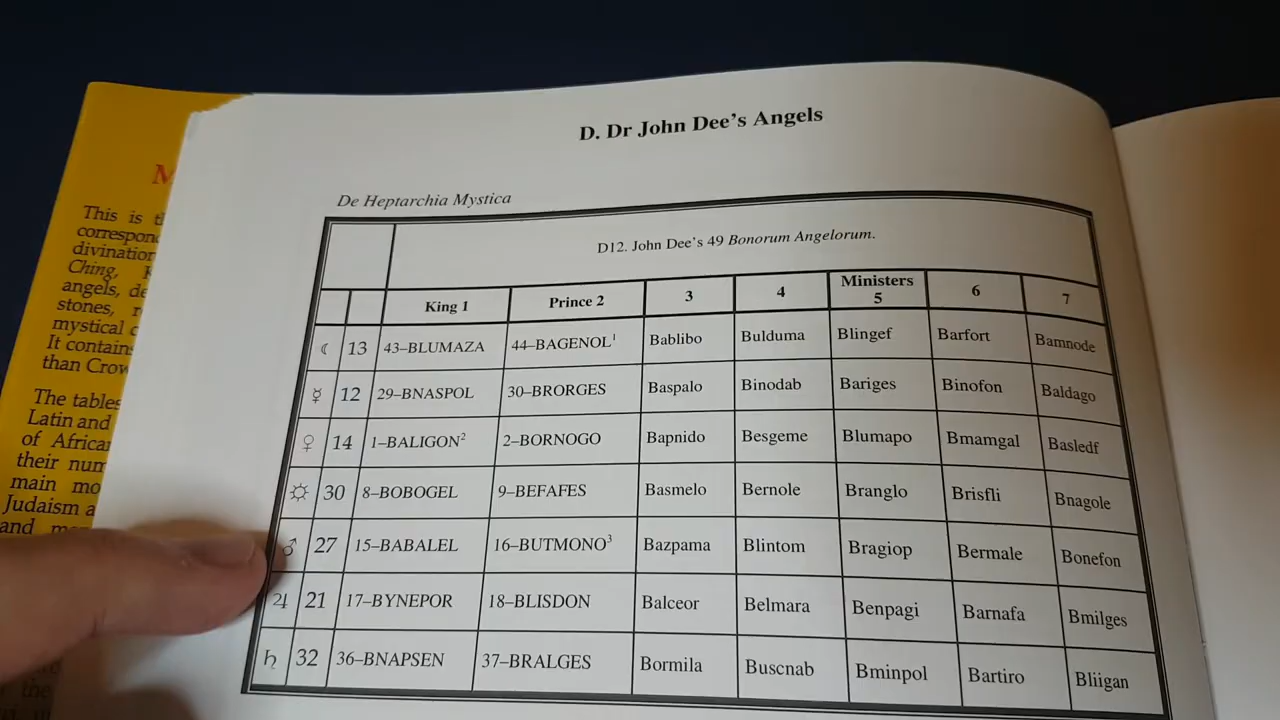 D. Dr John Dee's Angels
De Heptarchia Mystica
D12. John Dee's 49 Bonorum Angelorum.
King 1 Prince 2 3 4 Ministers 5 6 7
☾ 13 43–BLUMAZA 44–BAGENOL¹ Bablibo Bulduma Blingef Barfort Bamnode
☿ 12 29–BNASPOL 30–BRORGES Baspalo Binodab Bariges Binofon Baldago
♀ 14 1–BALIGON² 2–BORNOGO Bapnido Besgeme Blumapo Bmamgal Basledf
☼ 30 8–BOBOGEL 9–BEFAFES Basmelo Bernole Branglo Brisfli Bnagole
♂ 27 15–BABALEL 16–BUTMONO³ Bazpama Blintom Bragiop Bermale Bonefon
♃ 21 17–BYNEPOR 18–BLISDON Balceor Belmara Benpagi Barnafa Bmilges
♄ 32 36–BNAPSEN 37–BRALGES Bormila Buscnab Bminpol Bartiro Bliigan
M
This is
divination
Ching,
angels,
stones,
mystical
It contains
than
The tables
Latin and
of
their
main
Judaism
and